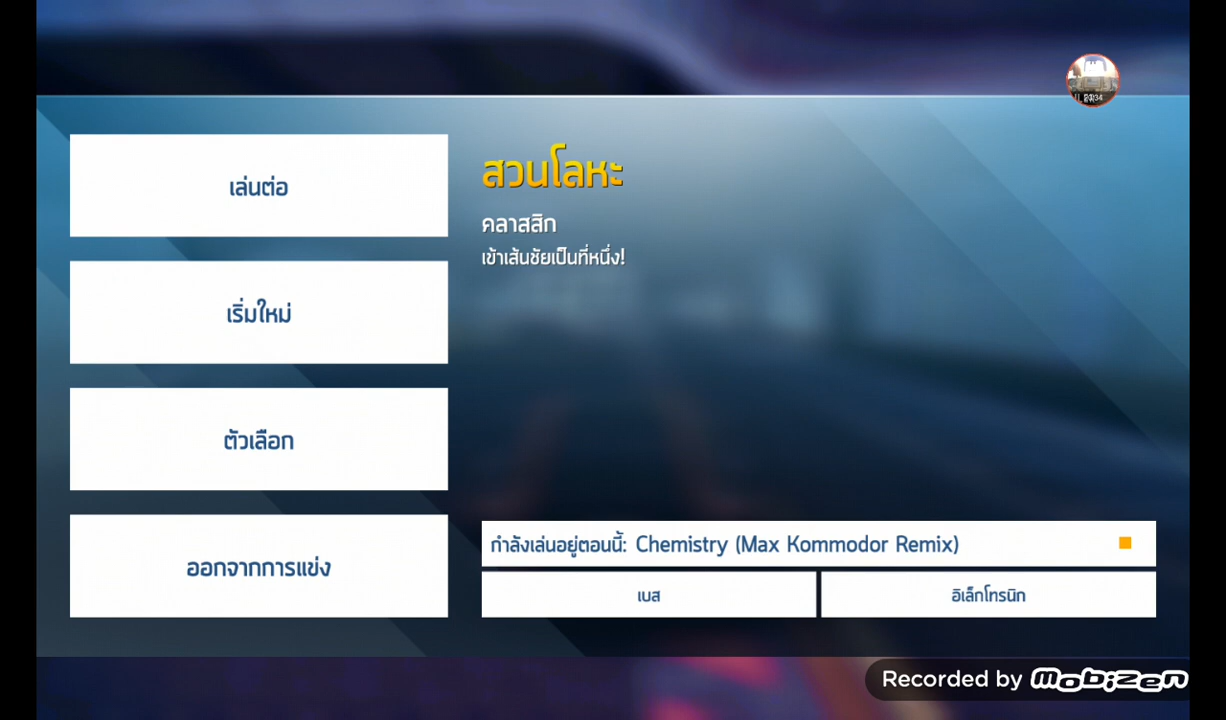 เล่นต่อ
เริ่มใหม่
ตัวเลือก
ออกจากการแข่ง
สวนโลหะ
คลาสสิก
เข้าเส้นชัยเป็นที่หนึ่ง!
กำลังเล่นอยู่ตอนนี้: Chemistry (Max Kommodor Remix)
เบส
อิเล็กโทรนิก
Recorded by Mobizen